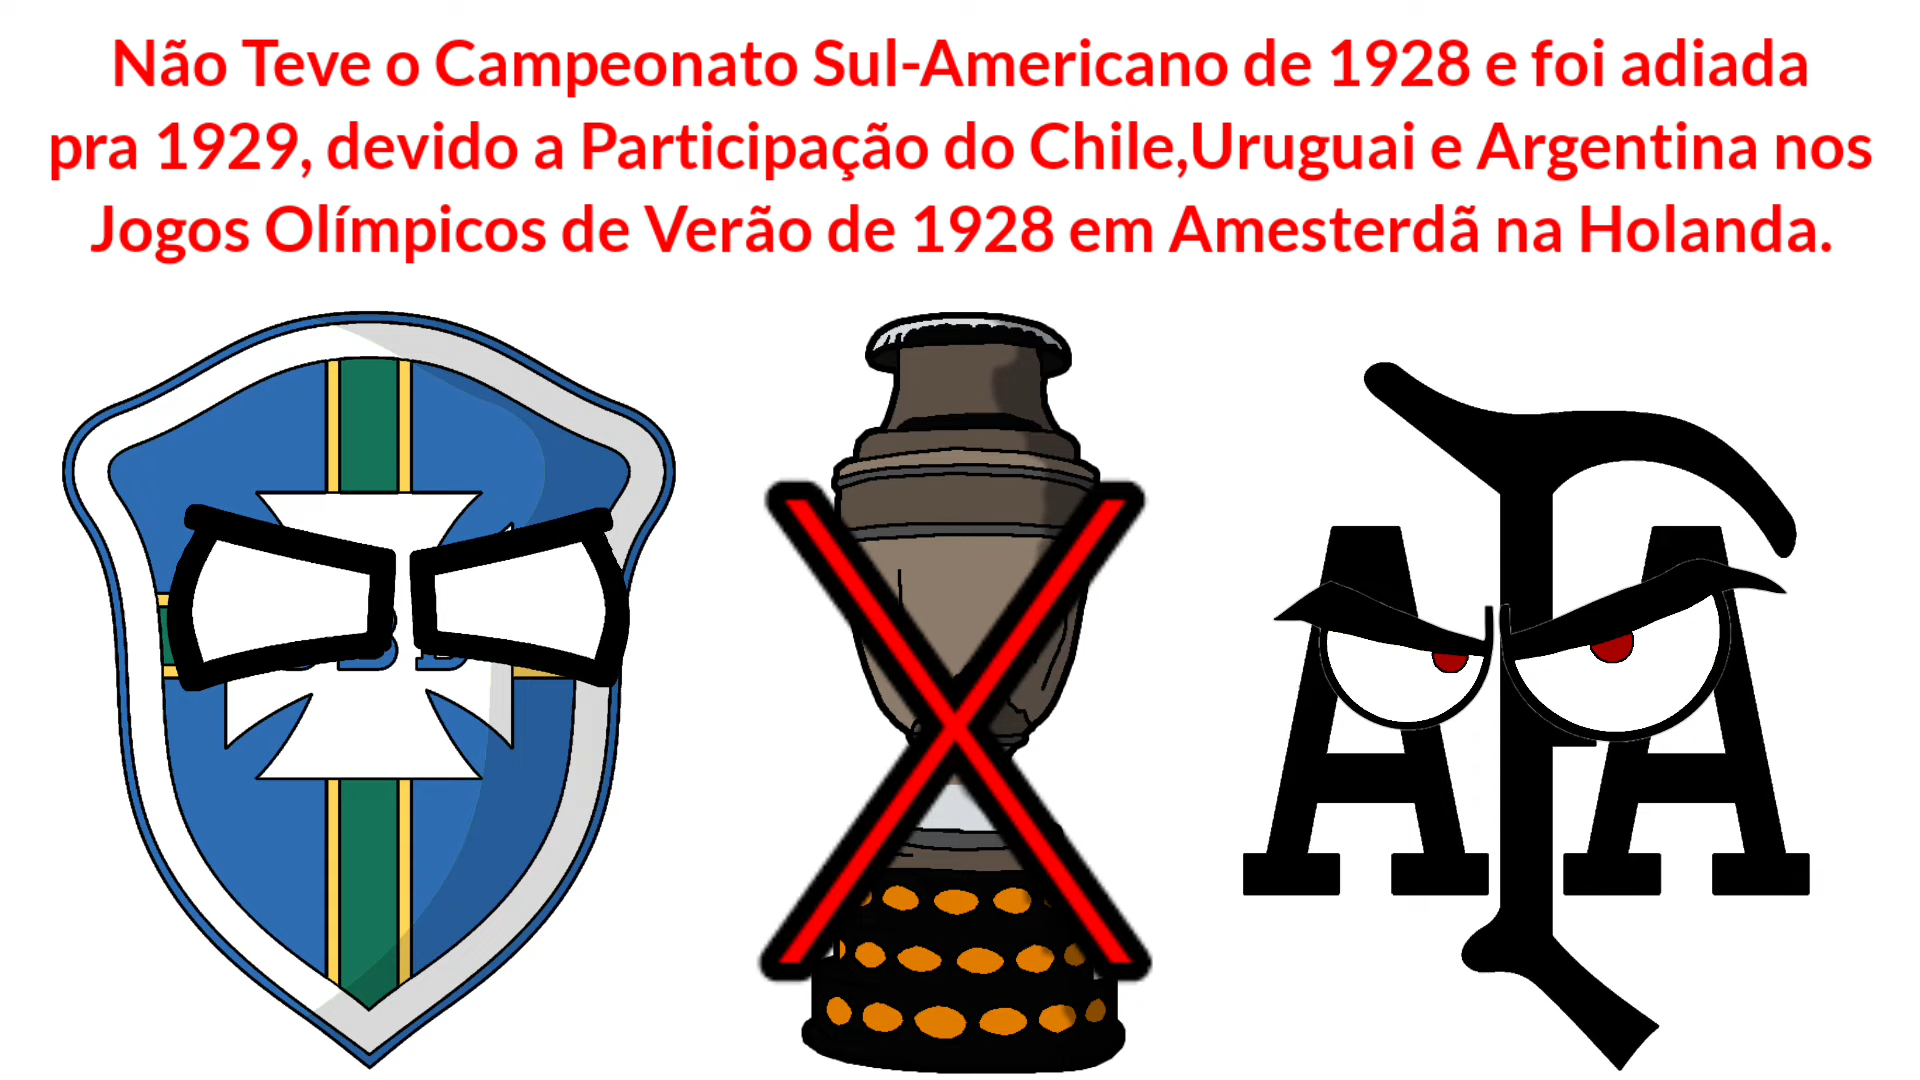 Não Teve o Campeonato Sul-Americano de 1928 e foi adiada
pra 1929, devido a Participação do Chile,Uruguai e Argentina nos
Jogos Olímpicos de Verão de 1928 em Amesterdã na Holanda.
AFA